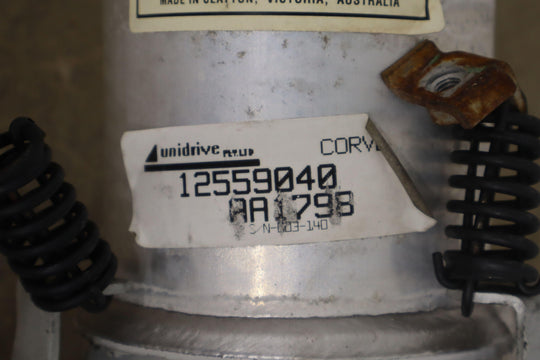 MADE IN CLAYTON, VICTORIA, AUSTRALIA
unidrive PTY.LTD CORV
12559040
AA1798